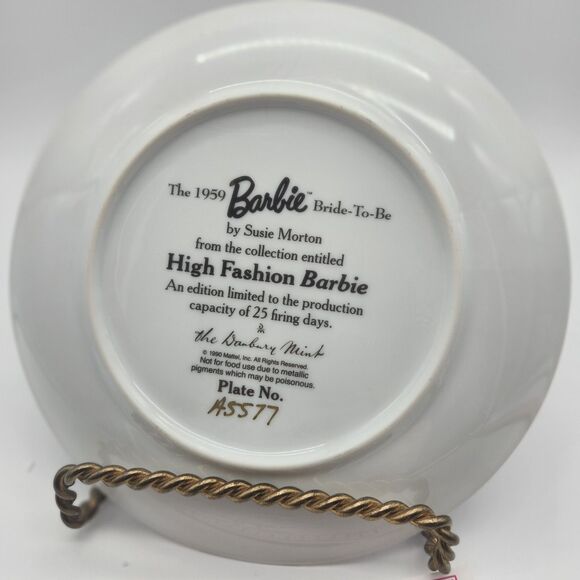 The 1959 Barbie™ Bride-To-Be
by Susie Morton
from the collection entitled
High Fashion Barbie
An edition limited to the production
capacity of 25 firing days.
The Danbury Mint
© 1990 Mattel, Inc. All Rights Reserved.
Not for food use due to metallic
pigments which may be poisonous.
Plate No.
A5577